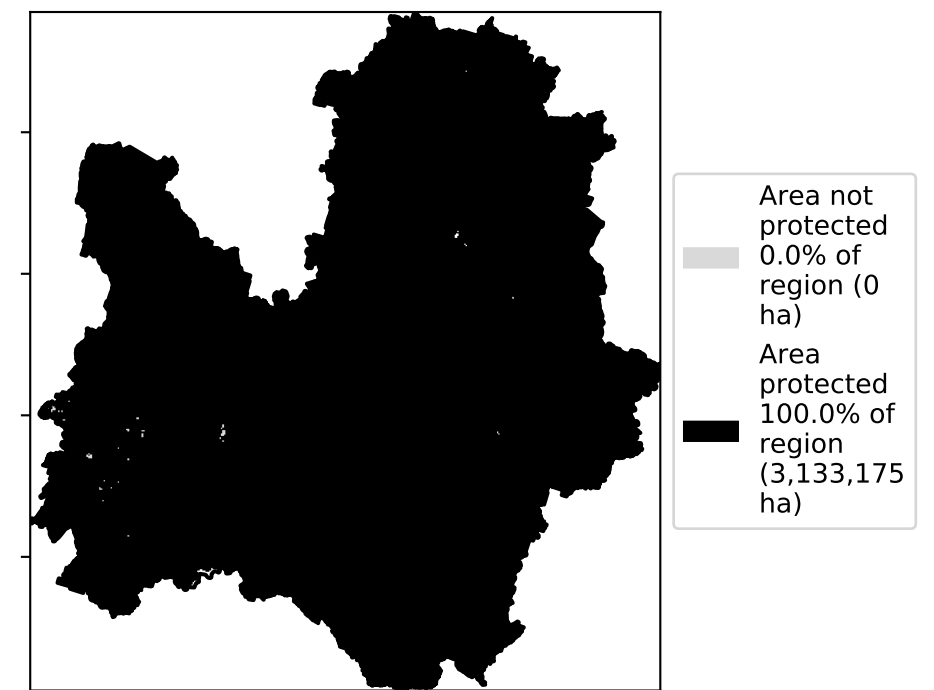 Area not
protected
0.0% of
region (0
ha)
Area
protected
100.0% of
region
(3,133,175
ha)